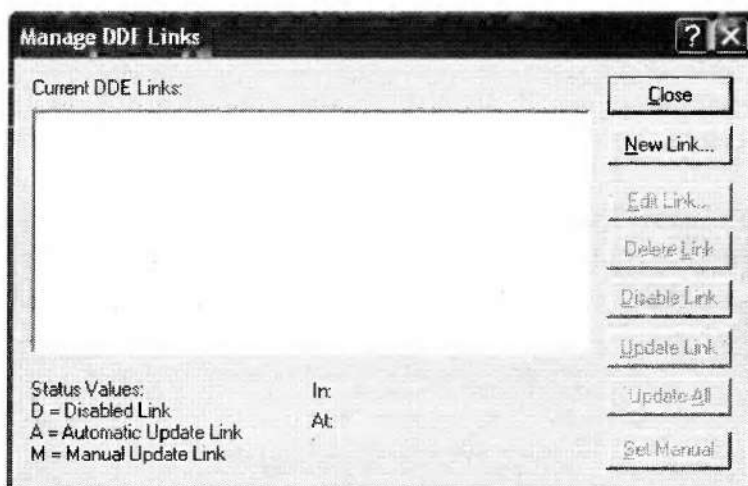 Manage DDE Links
Current DDE Links:
Close
New Link...
Edit Link...
Delete Link
Disable Link
Update Link
Update All
Set Manual
Status Values:
D = Disabled Link
A = Automatic Update Link
M = Manual Update Link
In:
At: